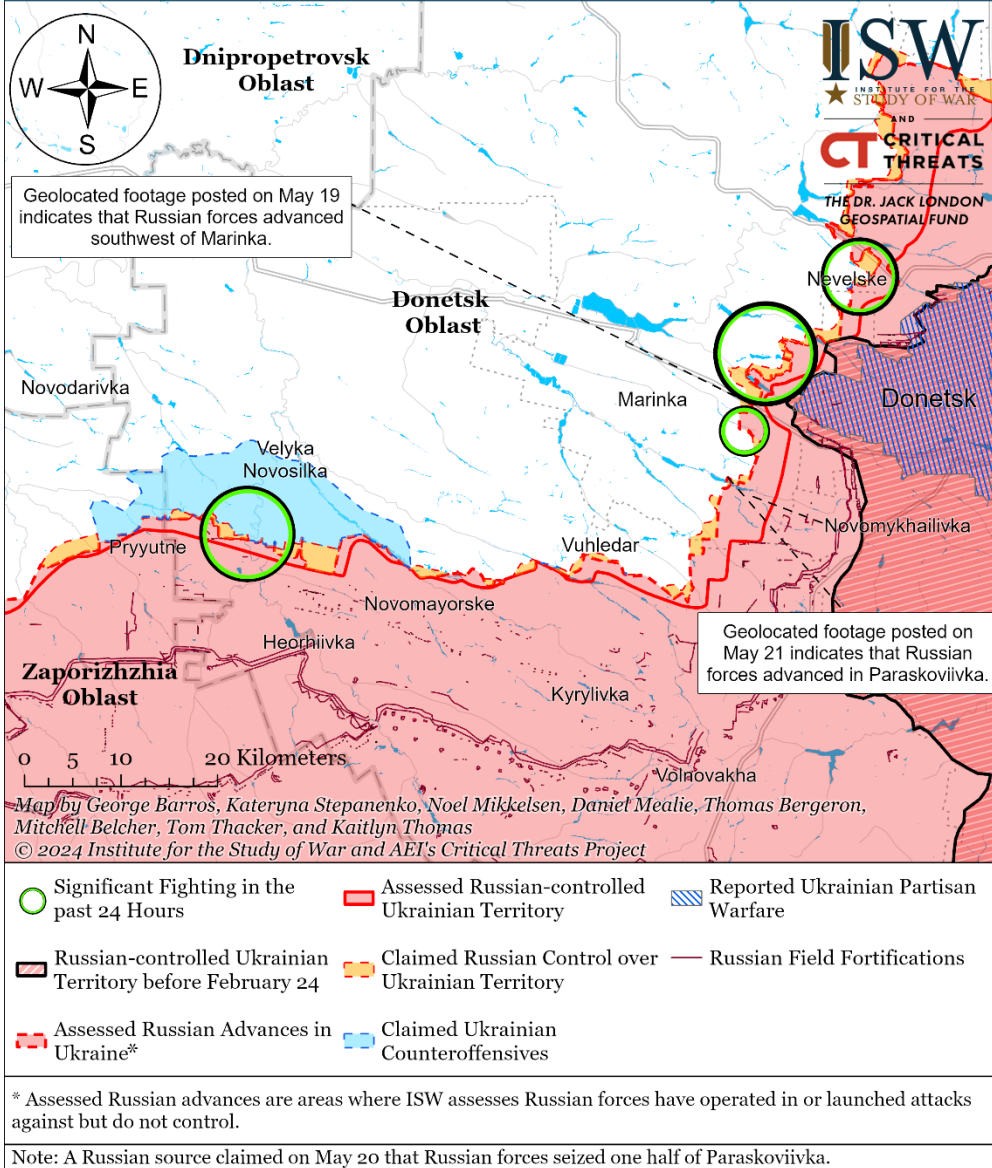 N
W
E
S
Dnipropetrovsk
Oblast
ISW
INSTITUTE FOR THE
STUDY OF WAR
AND
CT CRITICAL
THREATS
THE DR. JACK LONDON
GEOSPATIAL FUND
Geolocated footage posted on May 19
indicates that Russian forces advanced
southwest of Marinka.
Nevelske
Donetsk
Oblast
Novodarivka
Marinka
Donetsk
Velyka
Novosilka
Novomykhailivka
Pryyutne
Vuhledar
Novomayorske
Heorhiivka
Geolocated footage posted on
May 21 indicates that Russian
forces advanced in Paraskoviivka.
Zaporizhzhia
Oblast
Kyrylivka
0 5 10 20 Kilometers
Volnovakha
Map by George Barros, Kateryna Stepanenko, Noel Mikkelsen, Daniel Mealie, Thomas Bergeron,
Mitchell Belcher, Tom Thacker, and Kaitlyn Thomas
© 2024 Institute for the Study of War and AEI's Critical Threats Project
Significant Fighting in the
past 24 Hours
Assessed Russian-controlled
Ukrainian Territory
Reported Ukrainian Partisan
Warfare
Russian-controlled Ukrainian
Territory before February 24
Claimed Russian Control over
Ukrainian Territory
Russian Field Fortifications
Assessed Russian Advances in
Ukraine*
Claimed Ukrainian
Counteroffensives
* Assessed Russian advances are areas where ISW assesses Russian forces have operated in or launched attacks
against but do not control.
Note: A Russian source claimed on May 20 that Russian forces seized one half of Paraskoviivka.